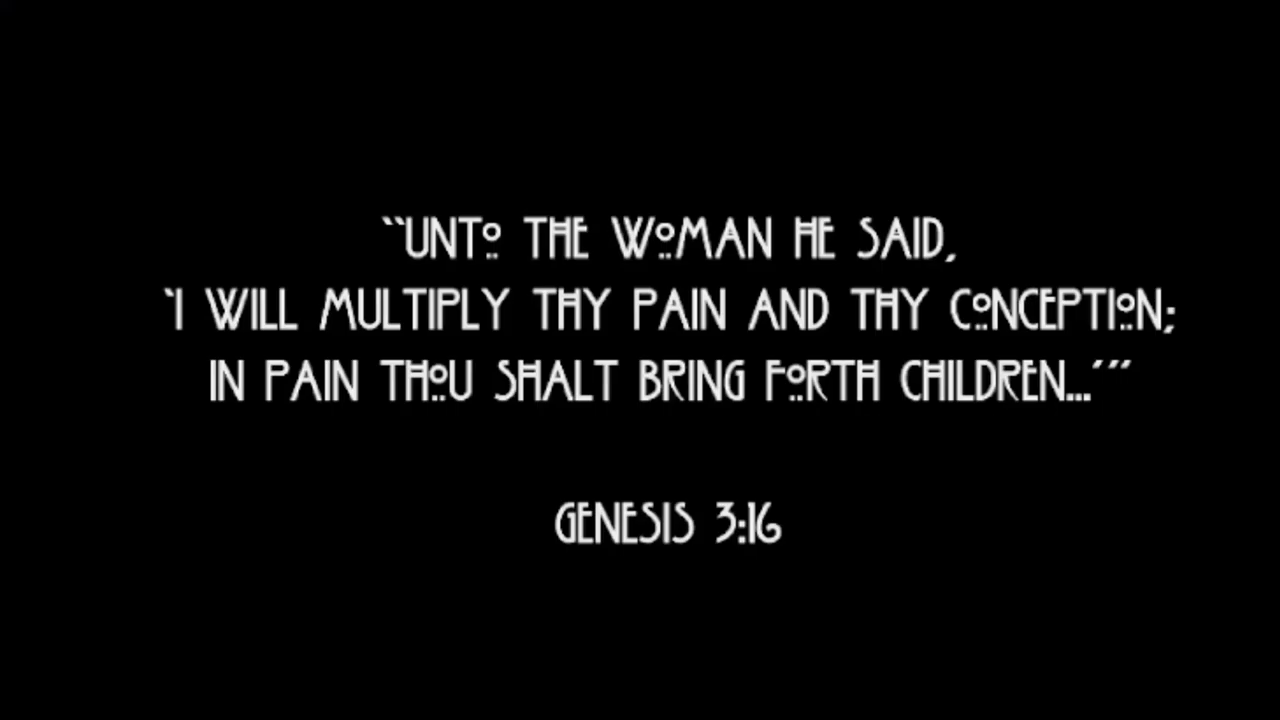 ``UNTO THE WOMAN HE SAID,
`I WILL MULTIPLY THY PAIN AND THY CONCEPTION;
IN PAIN THOU SHALT BRING FORTH CHILDREN...´´´
GENESIS 3:16